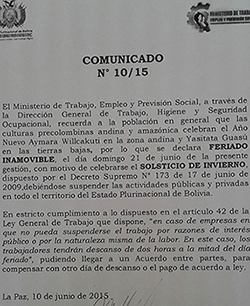 MINISTERIO DE TRABAJO,
COMUNICADO
N° 10/15
El Ministerio de Trabajo, Empleo y Previsión Social, a través de
la Dirección General de Trabajo, Higiene y Seguridad
Ocupacional, recuerda a la población en general que las
culturas precolombinas andina y amazónica celebran el Año
Nuevo Aymara Willcakuti en la zona andina y Yasitata Guasú
en las tierras bajas, por lo que se declara FERIADO
INAMOVIBLE, el día domingo 21 de junio de la presente
gestión, con motivo de celebrarse el SOLSTICIO DE INVIERNO,
dispuesto por el Decreto Supremo N° 173 de 17 de junio de
2009,debiéndose suspender las actividades públicas y privadas
en todo el territorio del Estado Plurinacional de Bolivia.
En estricto cumplimiento a lo dispuesto en el artículo 42 de la
Ley General de Trabajo que dispone, "en caso de empresas en
que no pueda suspenderse el trabajo por razones de interés
público o por la naturaleza misma de la labor. En este caso, los
trabajadores tendrán descanso de dos horas a la mitad del día
feriado", pudiendo llegar a un Acuerdo entre partes, para
compensar con otro día de descanso o el pago de acuerdo a ley.
La Paz, 10 de junio de 2015